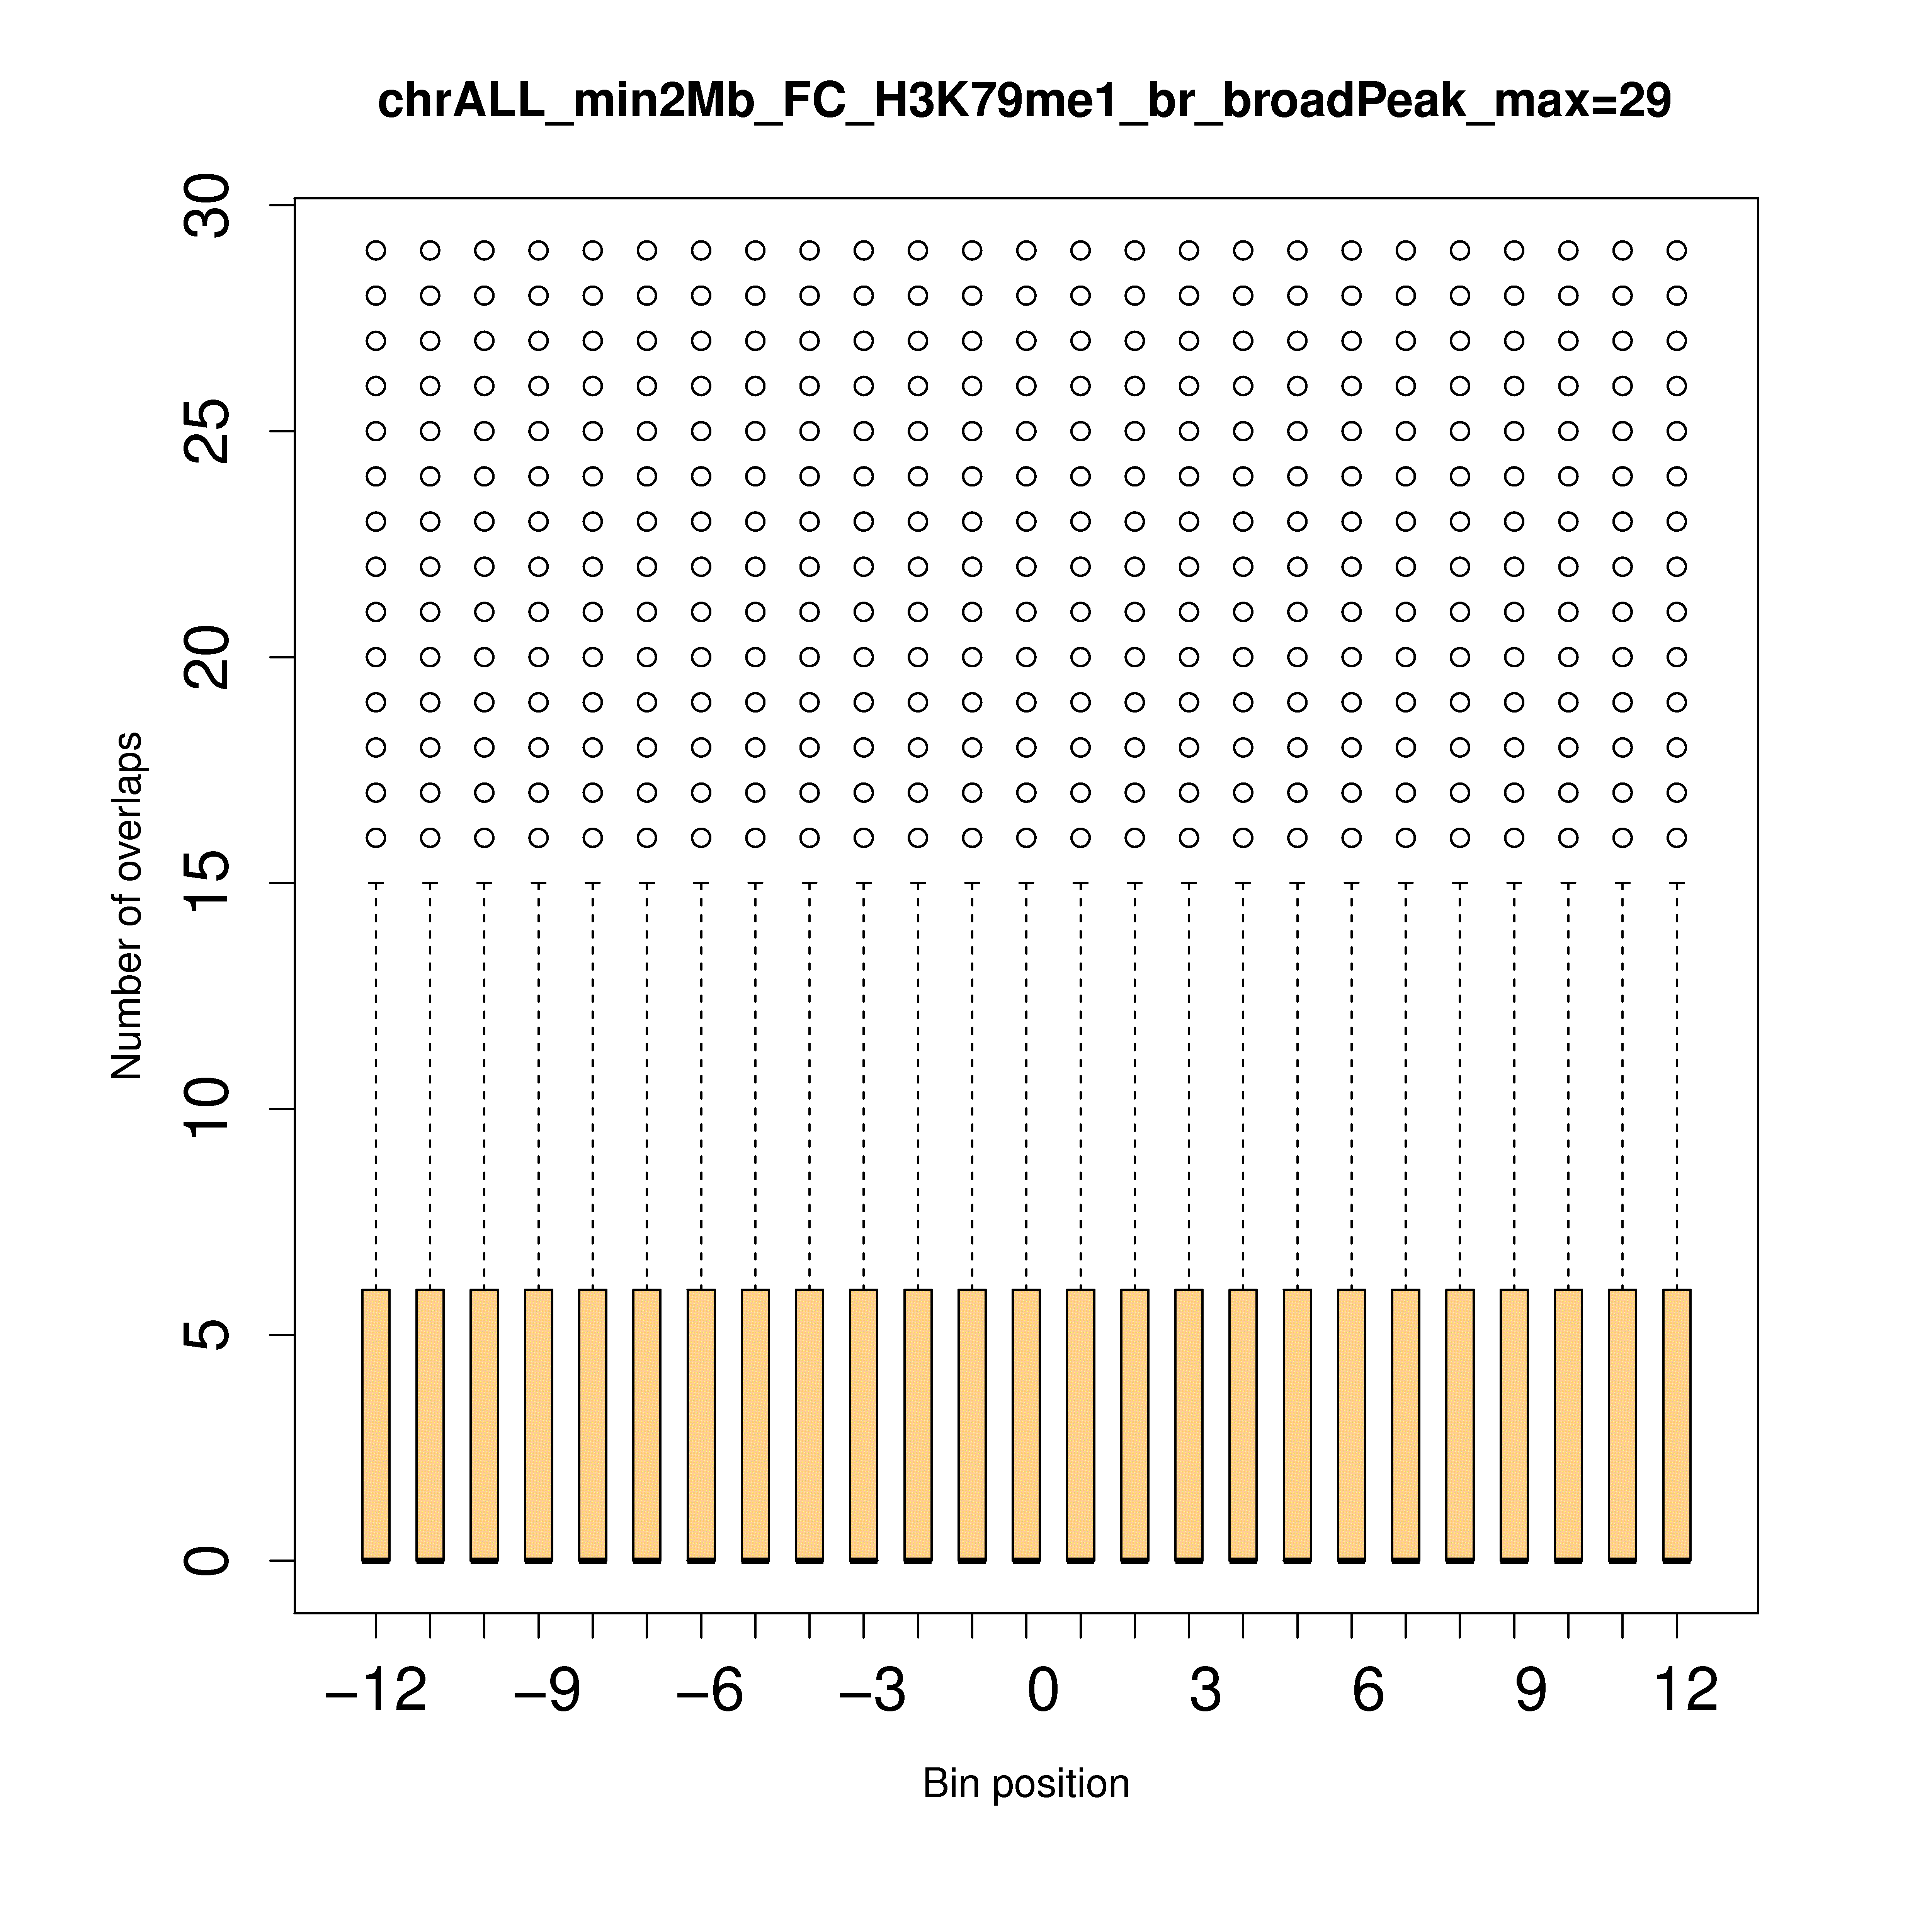 chrALL_min2Mb_FC_H3K79me1_br_broadPeak_max=29
30
25
20
15
10
5
0
Number of overlaps
−12 −9 −6 −3 0 3 6 9 12
Bin position